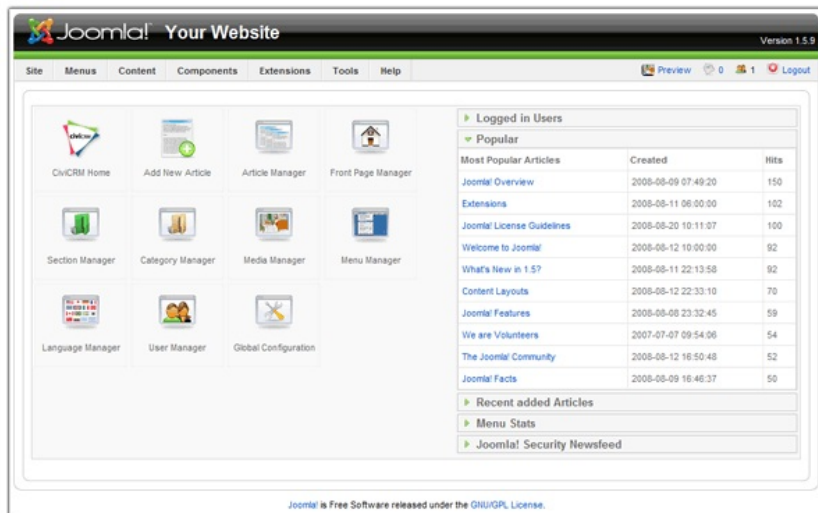 Joomla! Your Website
Version 1.5.9
Site Menus Content Components Extensions Tools Help
Preview 0 1 Logout
CiviCRM Home Add New Article Article Manager Front Page Manager
Section Manager Category Manager Media Manager Menu Manager
Language Manager User Manager Global Configuration
Logged in Users
Popular
Most Popular Articles Created Hits
Joomla! Overview 2008-08-09 07:49:20 150
Extensions 2008-08-11 06:00:00 102
Joomla! License Guidelines 2008-08-20 10:11:07 100
Welcome to Joomla! 2008-08-12 10:00:00 92
What's New in 1.5? 2008-08-11 22:13:58 92
Content Layouts 2008-08-12 22:33:10 70
Joomla! Features 2008-08-08 23:32:45 59
We are Volunteers 2007-07-07 09:54:06 54
The Joomla! Community 2008-08-12 16:50:48 52
Joomla! Facts 2008-08-09 16:46:37 50
Recent added Articles
Menu Stats
Joomla! Security Newsfeed
Joomla! is Free Software released under the GNU/GPL License.